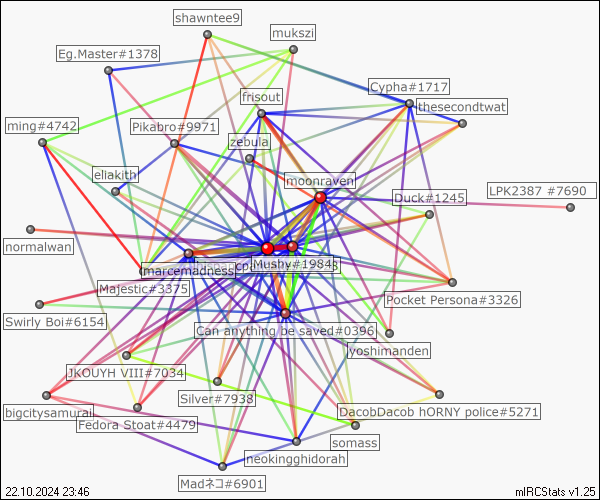 shawntee9
mukszi
Eg.Master#1378
Cypha#1717
frisout
thesecondtwat
ming#4742
Pikabro#9971
zebula
eliakith
moonraven
LPK2387 #7690
Duck#1245
normalwan
marcemadness
Mushy#1984
Majestic#3375
Pocket Persona#3326
Swirly Boi#6154
Can anything be saved#0396
yoshimanden
JKOUYH VIII#7034
Silver#7938
bigcitysamurai
DacobDacob hORNY police#5271
Fedora Stoat#4479
somass
neokingghidorah
Madネコ#6901
22.10.2024 23:46
mIRCStats v1.25